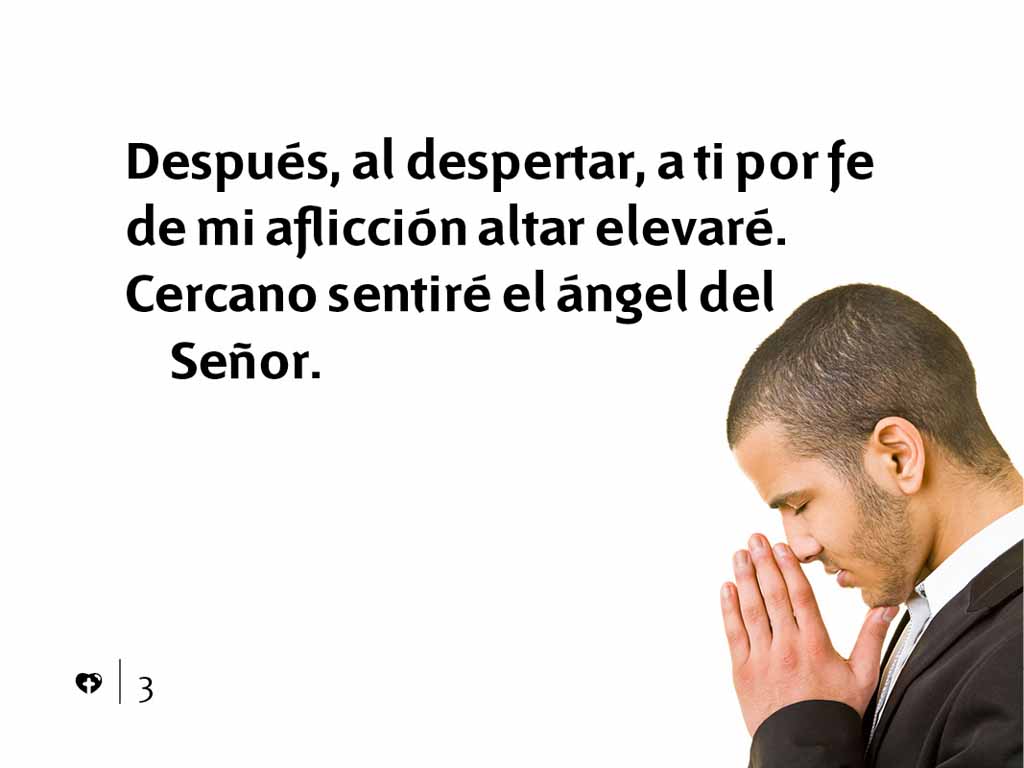 Después, al despertar, a ti por fe
de mi aflicción altar elevaré.
Cercano sentiré el ángel del
Señor.
3